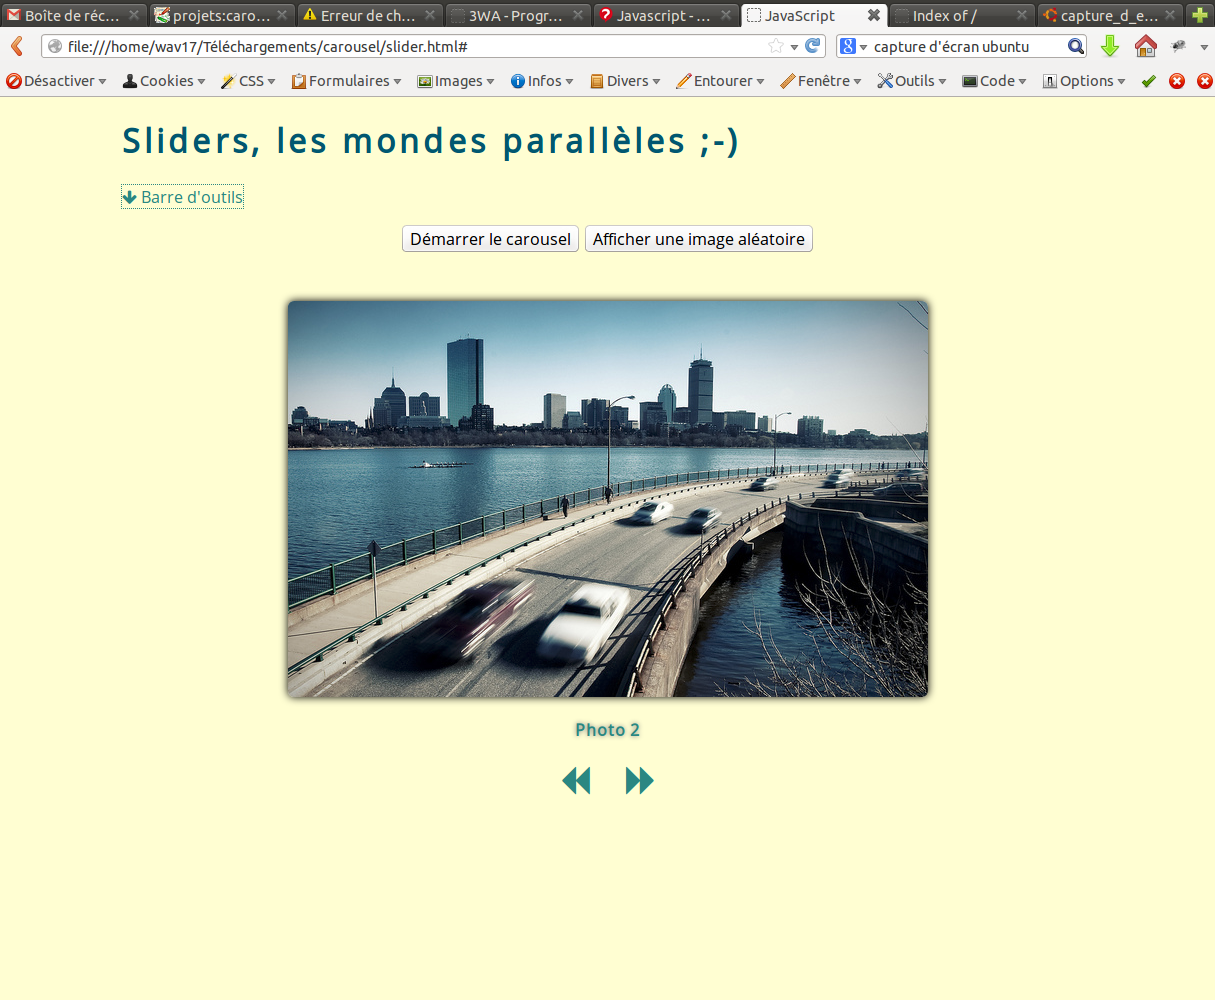 Boîte de réc... projets:caro... Erreur de ch... 3WA - Progr... Javascript - ... JavaScript Index of / capture_d_e...
file:///home/wav17/Téléchargements/carousel/slider.html# capture d'écran ubuntu
Désactiver Cookies CSS Formulaires Images Infos Divers Entourer Fenêtre Outils Code Options
Sliders, les mondes parallèles ;-)
Barre d'outils
Démarrer le carousel Afficher une image aléatoire
Photo 2